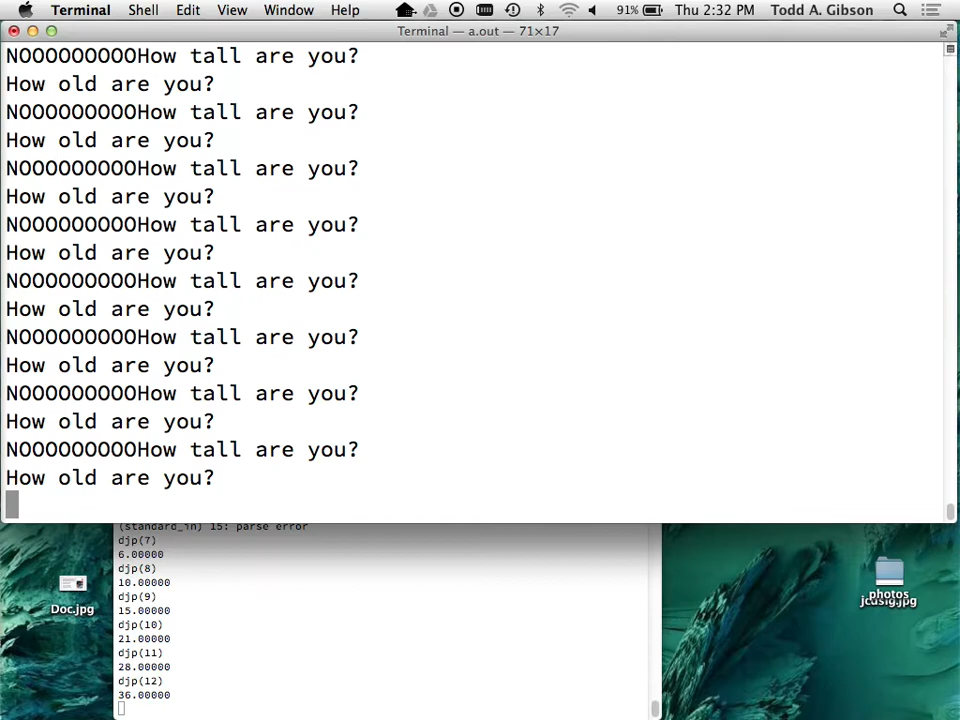 Terminal Shell Edit View Window Help 91% Thu 2:32 PM Todd A. Gibson
Terminal — a.out — 71×17
NOOOOOOOOOHow tall are you?
How old are you?
NOOOOOOOOOHow tall are you?
How old are you?
NOOOOOOOOOHow tall are you?
How old are you?
NOOOOOOOOOHow tall are you?
How old are you?
NOOOOOOOOOHow tall are you?
How old are you?
NOOOOOOOOOHow tall are you?
How old are you?
NOOOOOOOOOHow tall are you?
How old are you?
NOOOOOOOOOHow tall are you?
How old are you?
(standard_in) 15: parse error
djp(7)
6.00000
djp(8)
10.00000
djp(9)
15.00000
djp(10)
21.00000
djp(11)
28.00000
djp(12)
36.00000
Doc.jpg
photos
jcusig.jpg